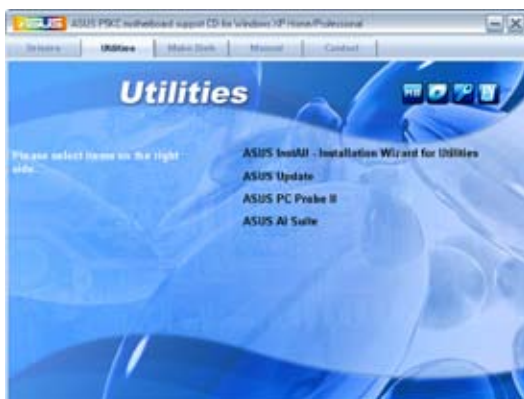 ASUS ASUS P5KC motherboard support CD for Windows XP Home/Professional
Drivers Utilities Make Disk Manual Contact
Utilities
Please select items on the right side.
ASUS InstAll - Installation Wizard for Utilities
ASUS Update
ASUS PC Probe II
ASUS AI Suite